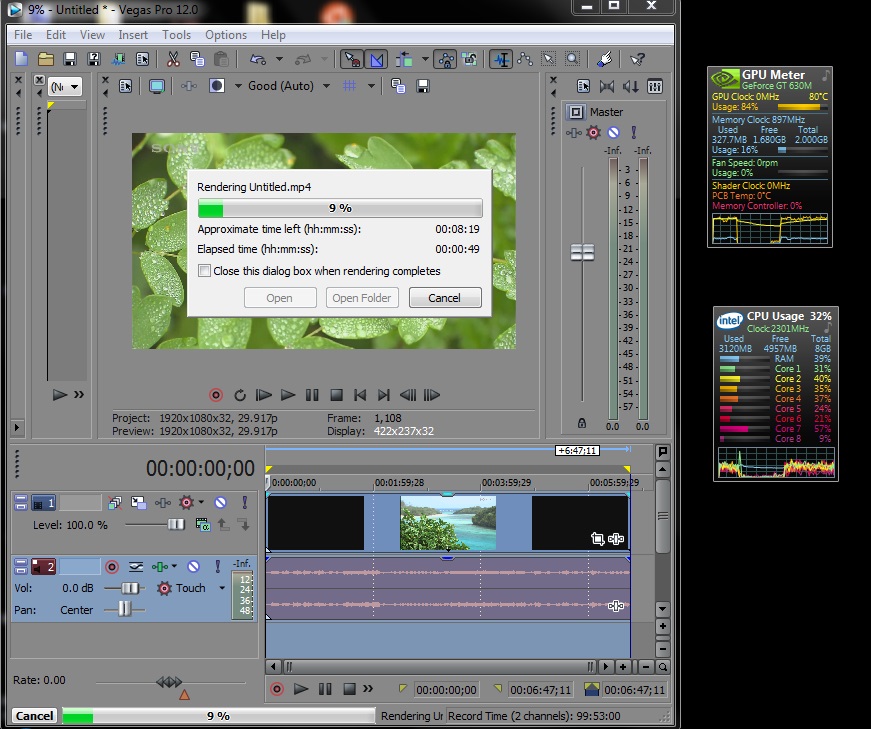 9% - Untitled * - Vegas Pro 12.0
File Edit View Insert Tools Options Help
(N
Good (Auto)
SONY
Rendering Untitled.mp4
9 %
Approximate time left (hh:mm:ss): 00:08:19
Elapsed time (hh:mm:ss): 00:00:49
Close this dialog box when rendering completes
Open Open Folder Cancel
Project: 1920x1080x32, 29.917p Frame: 1,108
Preview: 1920x1080x32, 29.917p Display: 422x237x32
Master
-Inf. -Inf.
- 3 -
- 6 -
- 9 -
-12-
-15-
-18-
-21-
-24-
-27-
-30-
-33-
-36-
-39-
-42-
-45-
-48-
-51-
-54-
-57-
0.0 0.0
GPU Meter
GeForce GT 630M
GPU Clock: 0MHz 80°C
Usage: 84%
Memory Clock: 897MHz
Used Free Total
327.7MB 1.680GB 2.000GB
Usage: 16%
Fan Speed: 0rpm
Usage: 0%
Shader Clock: 0MHz
PCB Temp: 0°C
Memory Controller: 0%
intel CPU Usage 32%
Clock: 2301MHz
Used Free Total
3120MB 4957MB 8GB
RAM 39%
Core 1 31%
Core 2 40%
Core 3 35%
Core 4 37%
Core 5 24%
Core 6 21%
Core 7 57%
Core 8 9%
+6:47;11
00:00:00;00
0:00:00;00 00:01:59;28 00:03:59;29 00:05:59;29
1
Level: 100.0 %
2
-Inf.
12
24
36
48
Vol: 0.0 dB Touch
Pan: Center
Rate: 0.00
00:00:00;00 00:06:47;11 00:06:47;11
Cancel 9 % Rendering Un Record Time (2 channels): 99:53:00